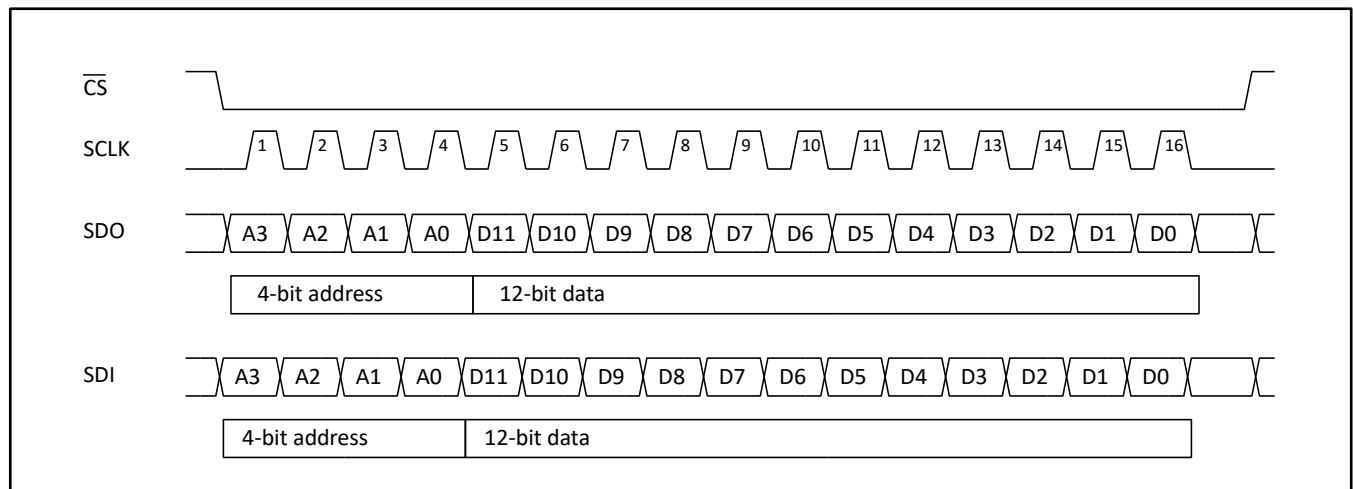 CS
SCLK 1 2 3 4 5 6 7 8 9 10 11 12 13 14 15 16
SDO A3 A2 A1 A0 D11 D10 D9 D8 D7 D6 D5 D4 D3 D2 D1 D0
4-bit address 12-bit data
SDI A3 A2 A1 A0 D11 D10 D9 D8 D7 D6 D5 D4 D3 D2 D1 D0
4-bit address 12-bit data